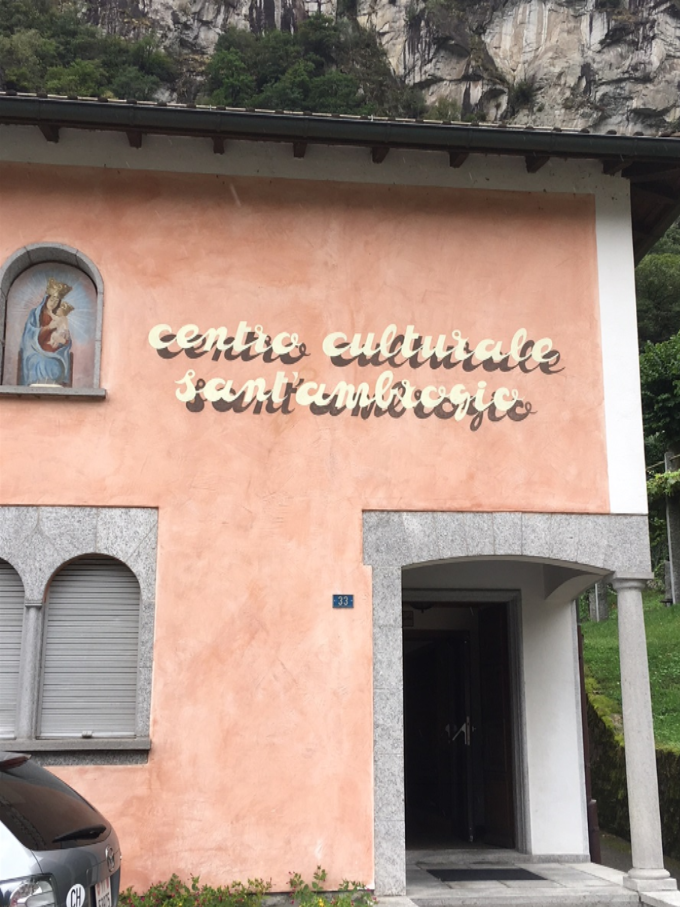 centro culturale
sant'ambrogio
33
CH